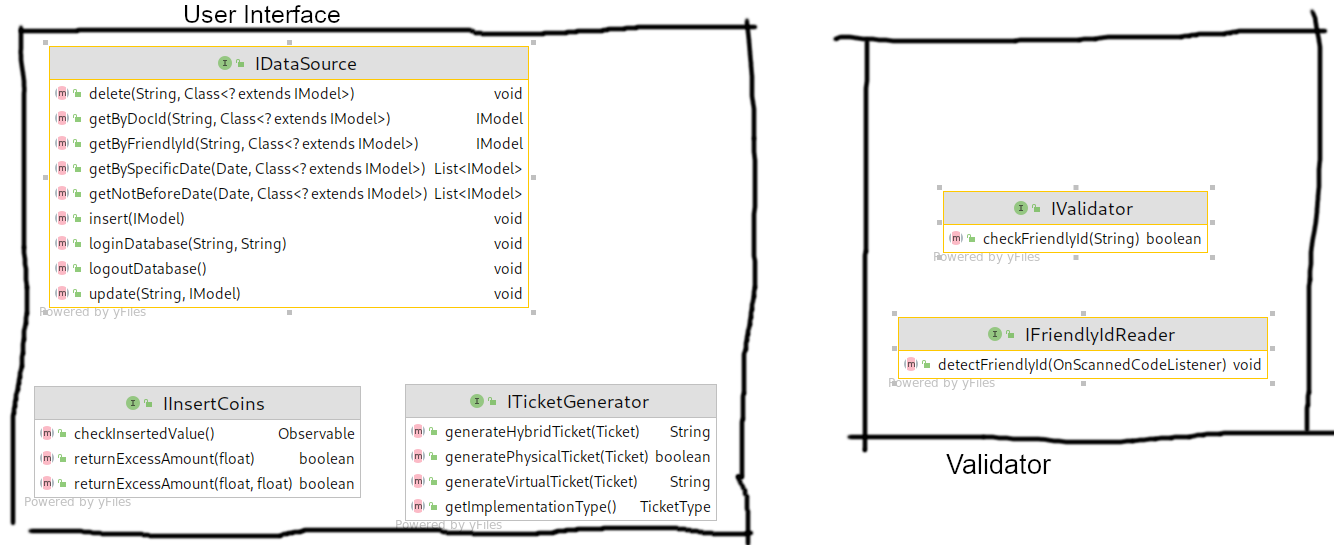 User Interface
IDataSource
delete(String, Class<? extends IModel>) void
getByDocId(String, Class<? extends IModel>) IModel
getByFriendlyId(String, Class<? extends IModel>) IModel
getBySpecificDate(Date, Class<? extends IModel>) List<IModel>
getNotBeforeDate(Date, Class<? extends IModel>) List<IModel>
insert(IModel) void
loginDatabase(String, String) void
logoutDatabase() void
update(String, IModel) void
Powered by yFiles
IInsertCoins
checkInsertedValue() Observable
returnExcessAmount(float) boolean
returnExcessAmount(float, float) boolean
Powered by yFiles
ITicketGenerator
generateHybridTicket(Ticket) String
generatePhysicalTicket(Ticket) boolean
generateVirtualTicket(Ticket) String
getImplementationType() TicketType
Powered by yFiles
IValidator
checkFriendlyId(String) boolean
Powered by yFiles
IFriendlyIdReader
detectFriendlyId(OnScannedCodeListener) void
Powered by yFiles
Validator